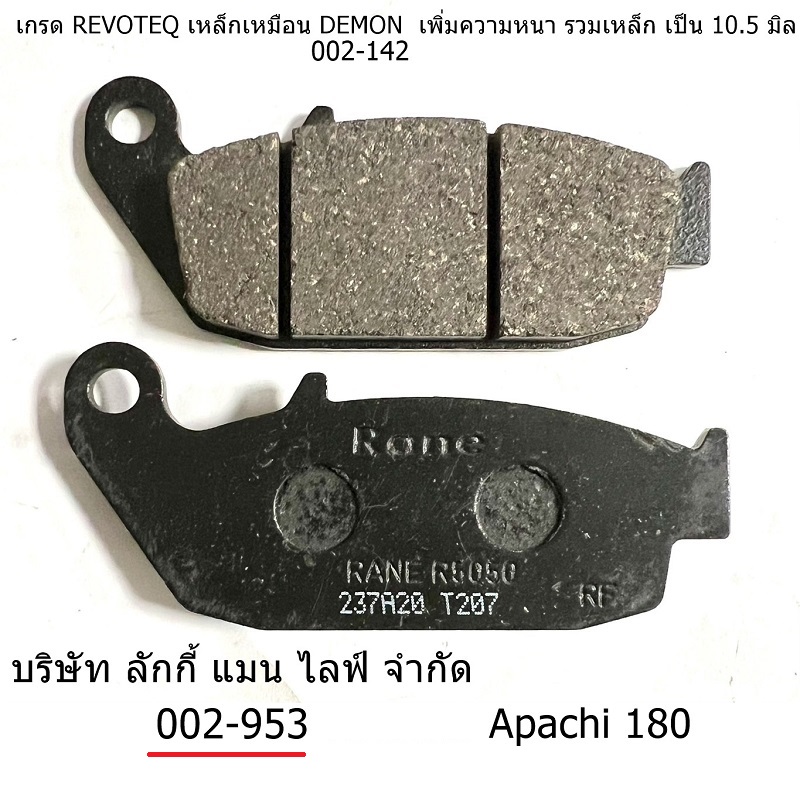 เกรด REVOTEQ เหล็กเหมือน DEMON เพิ่มความหนา รวมเหล็ก เป็น 10.5 มิล
002-142
Rane
RANE R5050
237A20 T207
RF
บริษัท ลักกี้ แมน ไลฟ์ จำกัด
002-953 Apachi 180